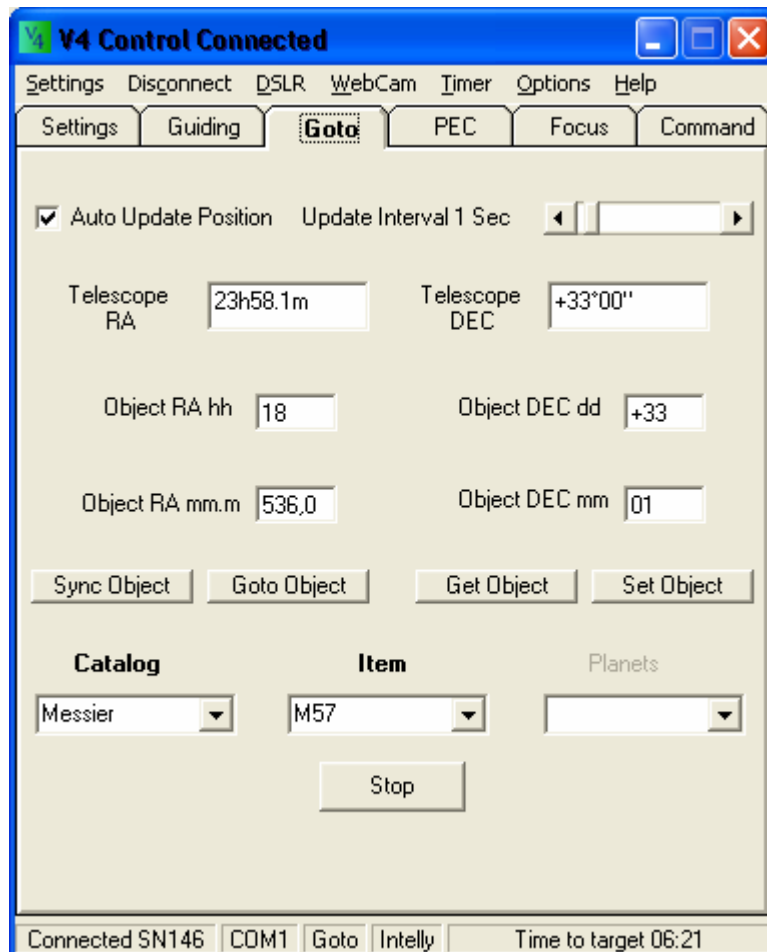 V4 V4 Control Connected
Settings Disconnect DSLR WebCam Timer Options Help
Settings Guiding Goto PEC Focus Command
Auto Update Position Update Interval 1 Sec
Telescope RA 23h58.1m Telescope DEC +33°00"
Object RA hh 18 Object DEC dd +33
Object RA mm.m 536,0 Object DEC mm 01
Sync Object Goto Object Get Object Set Object
Catalog Item Planets
Messier M57
Stop
Connected SN146 COM1 Goto Intelly Time to target 06:21